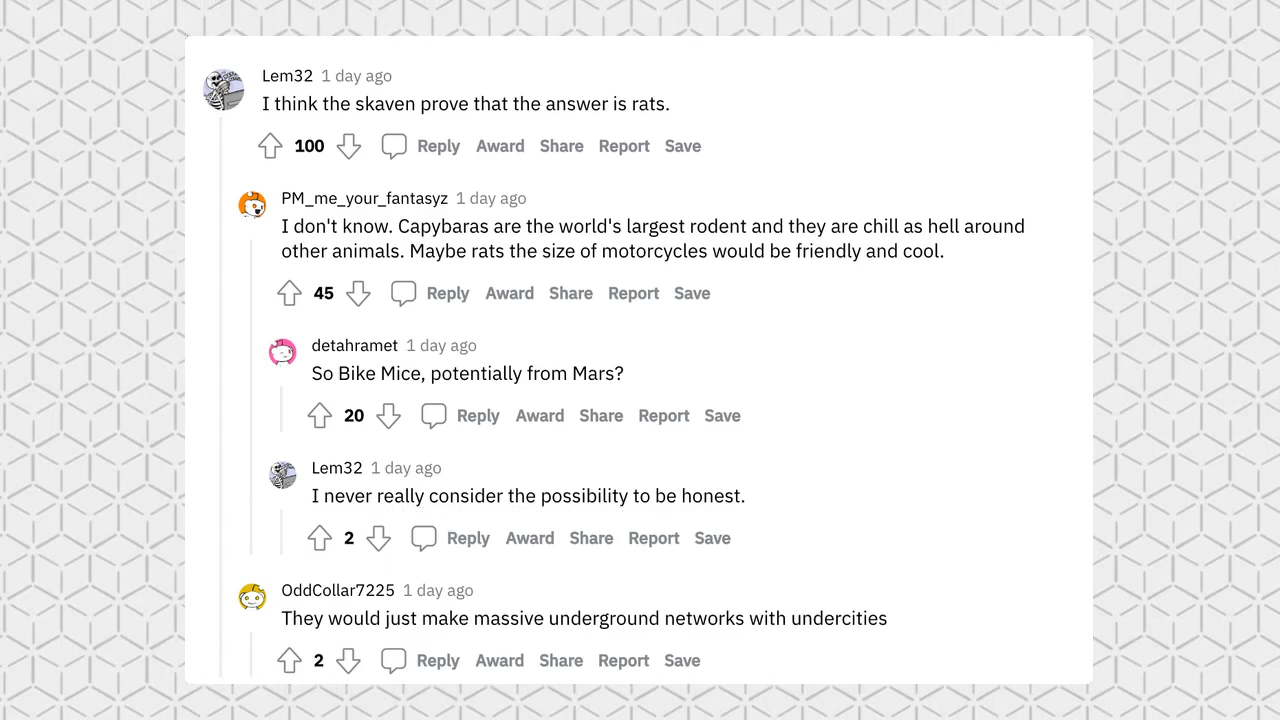 Lem32 1 day ago
I think the skaven prove that the answer is rats.
100 Reply Award Share Report Save
PM_me_your_fantasyz 1 day ago
I don't know. Capybaras are the world's largest rodent and they are chill as hell around
other animals. Maybe rats the size of motorcycles would be friendly and cool.
45 Reply Award Share Report Save
detahramet 1 day ago
So Bike Mice, potentially from Mars?
20 Reply Award Share Report Save
Lem32 1 day ago
I never really consider the possibility to be honest.
2 Reply Award Share Report Save
OddCollar7225 1 day ago
They would just make massive underground networks with undercities
2 Reply Award Share Report Save